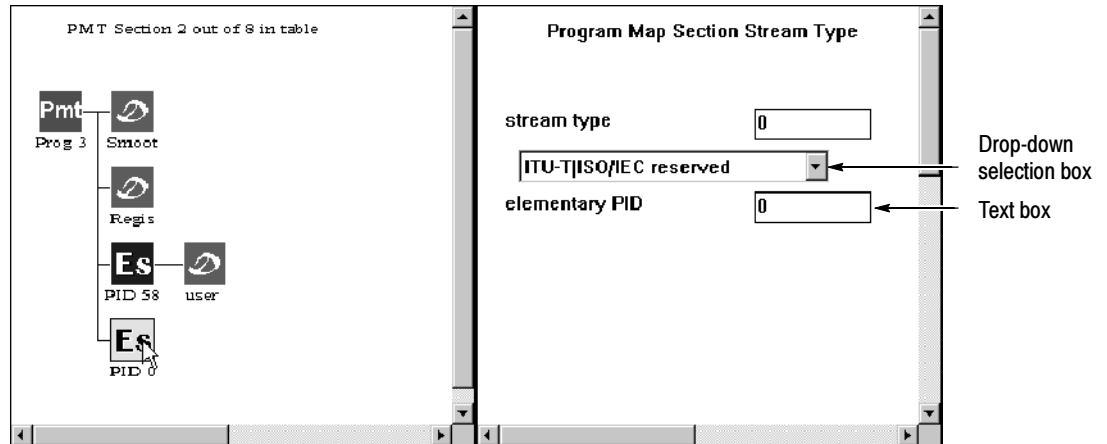 PMT Section 2 out of 8 in table
Pmt
Prog 3
Smoot
Regis
Es
PID 58
user
Es
PID 0
Program Map Section Stream Type
stream type
0
ITU-T|ISO/IEC reserved
elementary PID
0
Drop-down
selection box
Text box